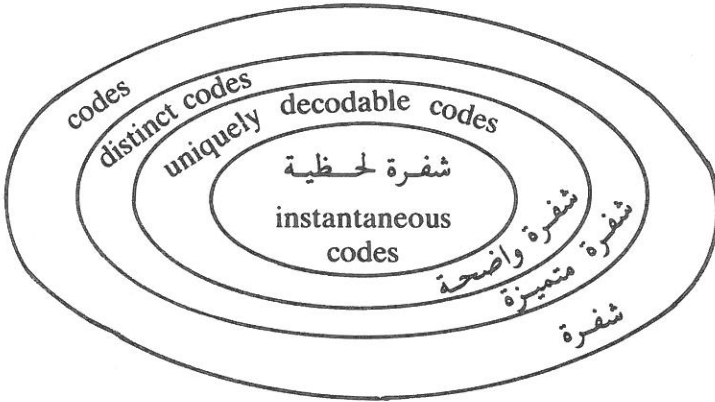 codes
distinct codes
uniquely decodable codes
شفرة لحظية
instantaneous
codes
شفرة واضحة
شفرة متميزة
شفرة